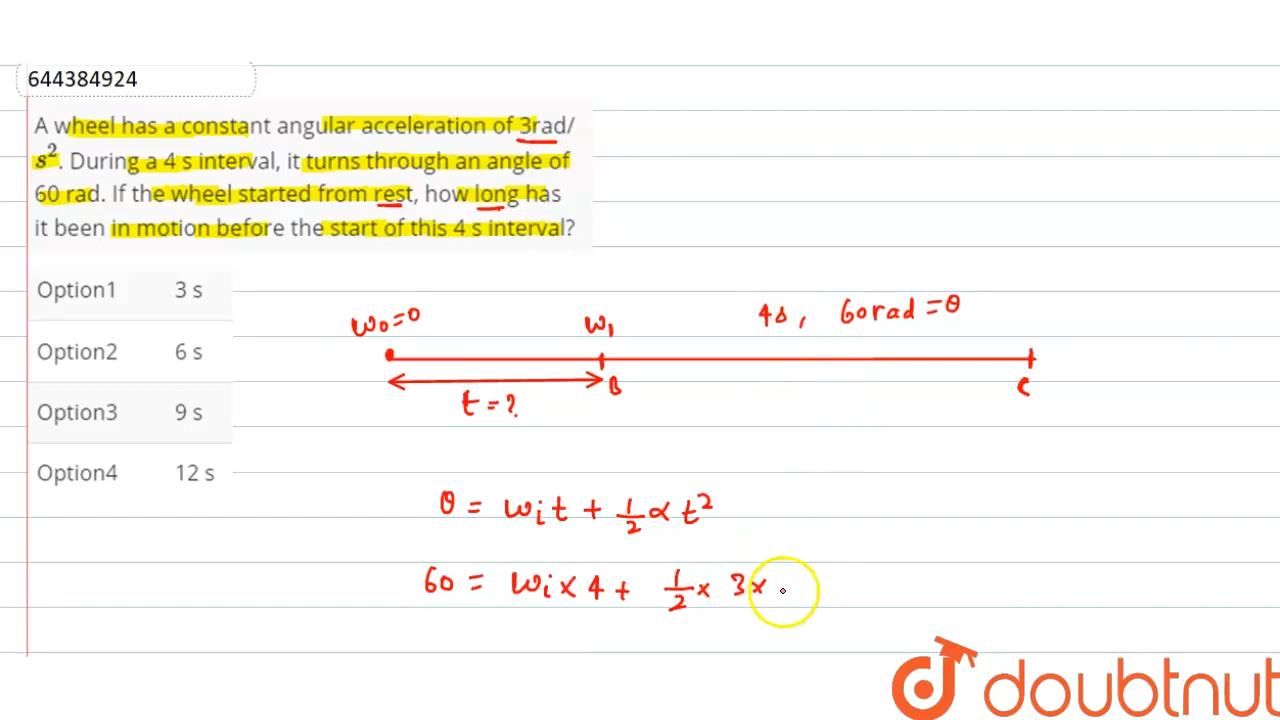 644384924
A wheel has a constant angular acceleration of 3rad/
s². During a 4 s interval, it turns through an angle of
60 rad. If the wheel started from rest, how long has
it been in motion before the start of this 4 s interval?
Option1 3 s
Option2 6 s
Option3 9 s
Option4 12 s
ω₀=0
ω₁
4s, 60rad = θ
B
C
t = ?
θ = ωᵢt + 1/2 α t²
60 = ωᵢ × 4 + 1/2 × 3 ×
doubtnut